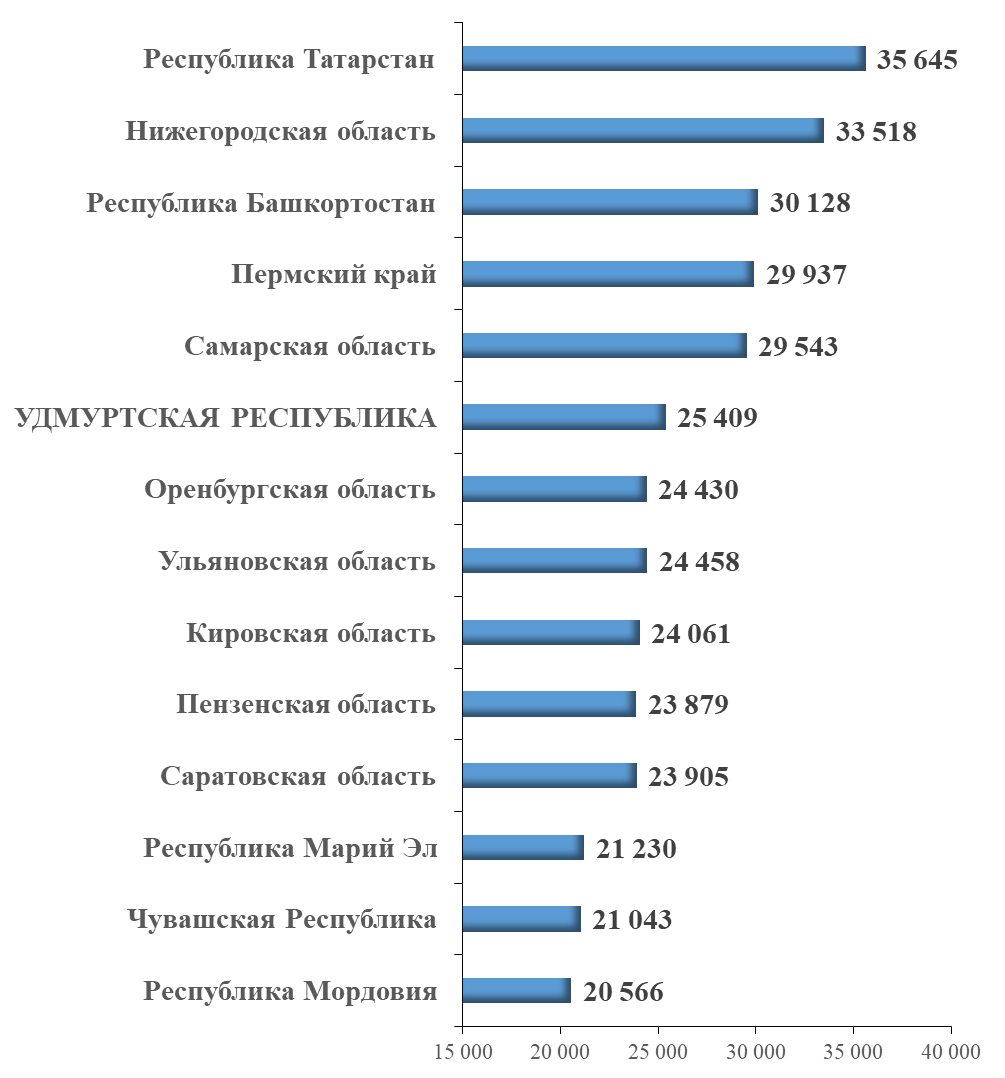 Республика Татарстан 35 645
Нижегородская область 33 518
Республика Башкортостан 30 128
Пермский край 29 937
Самарская область 29 543
УДМУРТСКАЯ РЕСПУБЛИКА 25 409
Оренбургская область 24 430
Ульяновская область 24 458
Кировская область 24 061
Пензенская область 23 879
Саратовская область 23 905
Республика Марий Эл 21 230
Чувашская Республика 21 043
Республика Мордовия 20 566
15 000 20 000 25 000 30 000 35 000 40 000